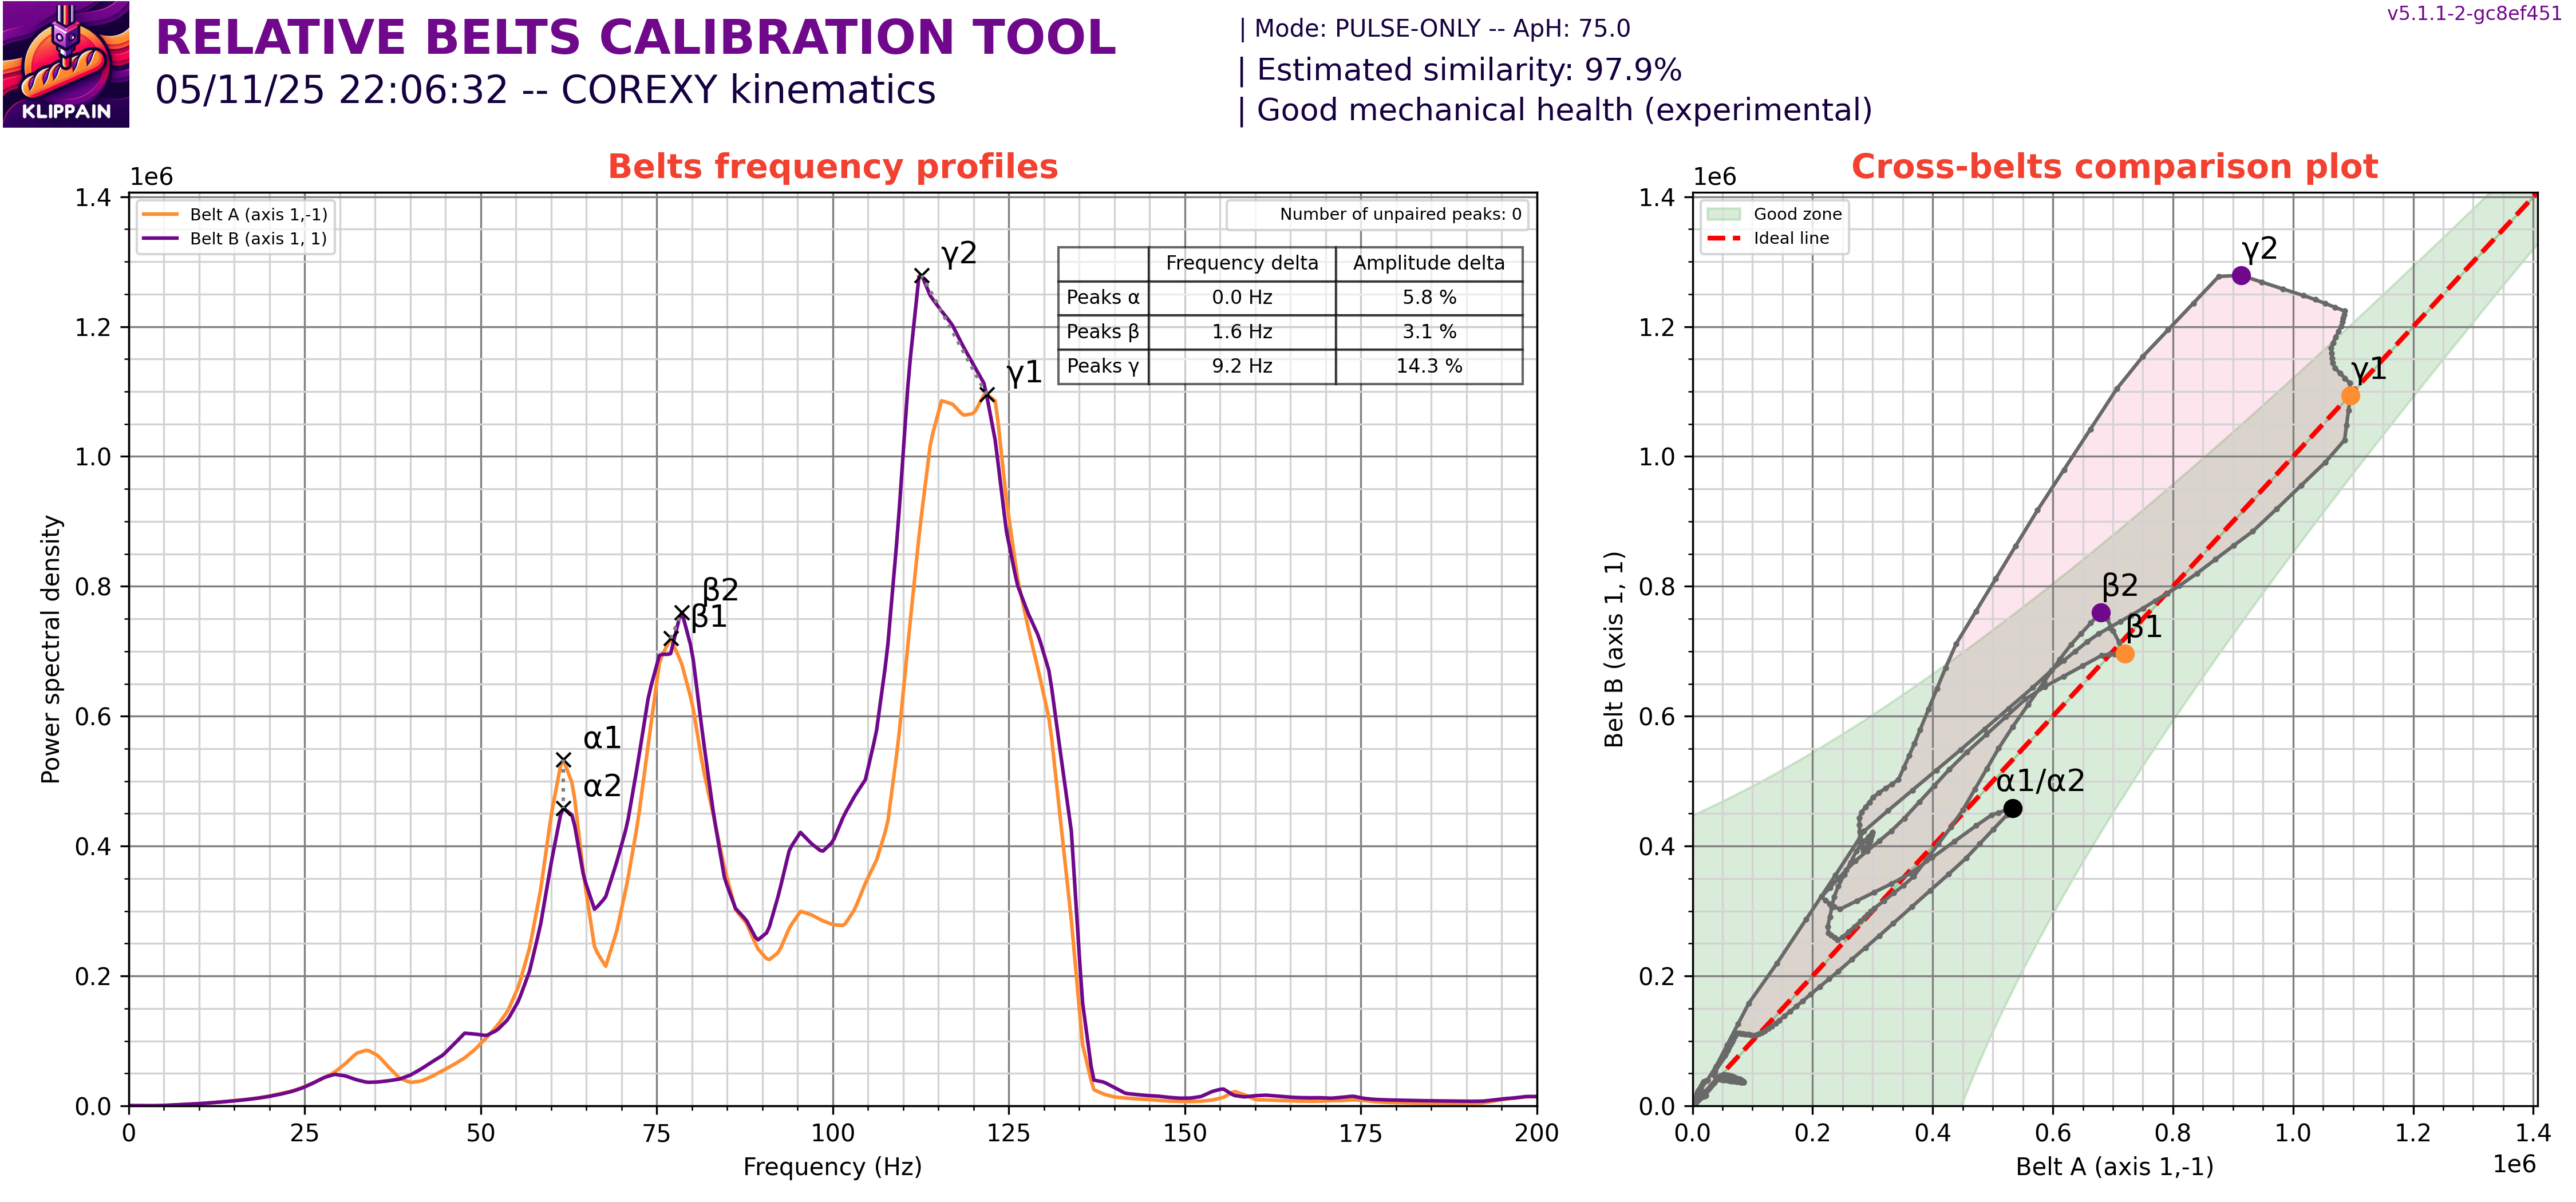 KLIPPAIN
RELATIVE BELTS CALIBRATION TOOL
05/11/25 22:06:32 -- COREXY kinematics
| Mode: PULSE-ONLY -- ApH: 75.0
| Estimated similarity: 97.9%
| Good mechanical health (experimental)
v5.1.1-2-gc8ef451
Belts frequency profiles
1e6
Belt A (axis 1,-1)
Belt B (axis 1, 1)
Number of unpaired peaks: 0
Frequency delta Amplitude delta
Peaks α 0.0 Hz 5.8 %
Peaks β 1.6 Hz 3.1 %
Peaks γ 9.2 Hz 14.3 %
γ2
γ1
β2
β1
α1
α2
1.4
1.2
1.0
0.8
0.6
0.4
0.2
0.0
Power spectral density
0 25 50 75 100 125 150 175 200
Frequency (Hz)
Cross-belts comparison plot
1e6
Good zone
Ideal line
γ2
γ1
β2
β1
α1/α2
1.4
1.2
1.0
0.8
0.6
0.4
0.2
0.0
Belt B (axis 1, 1)
0.0 0.2 0.4 0.6 0.8 1.0 1.2 1.4
Belt A (axis 1,-1)
1e6